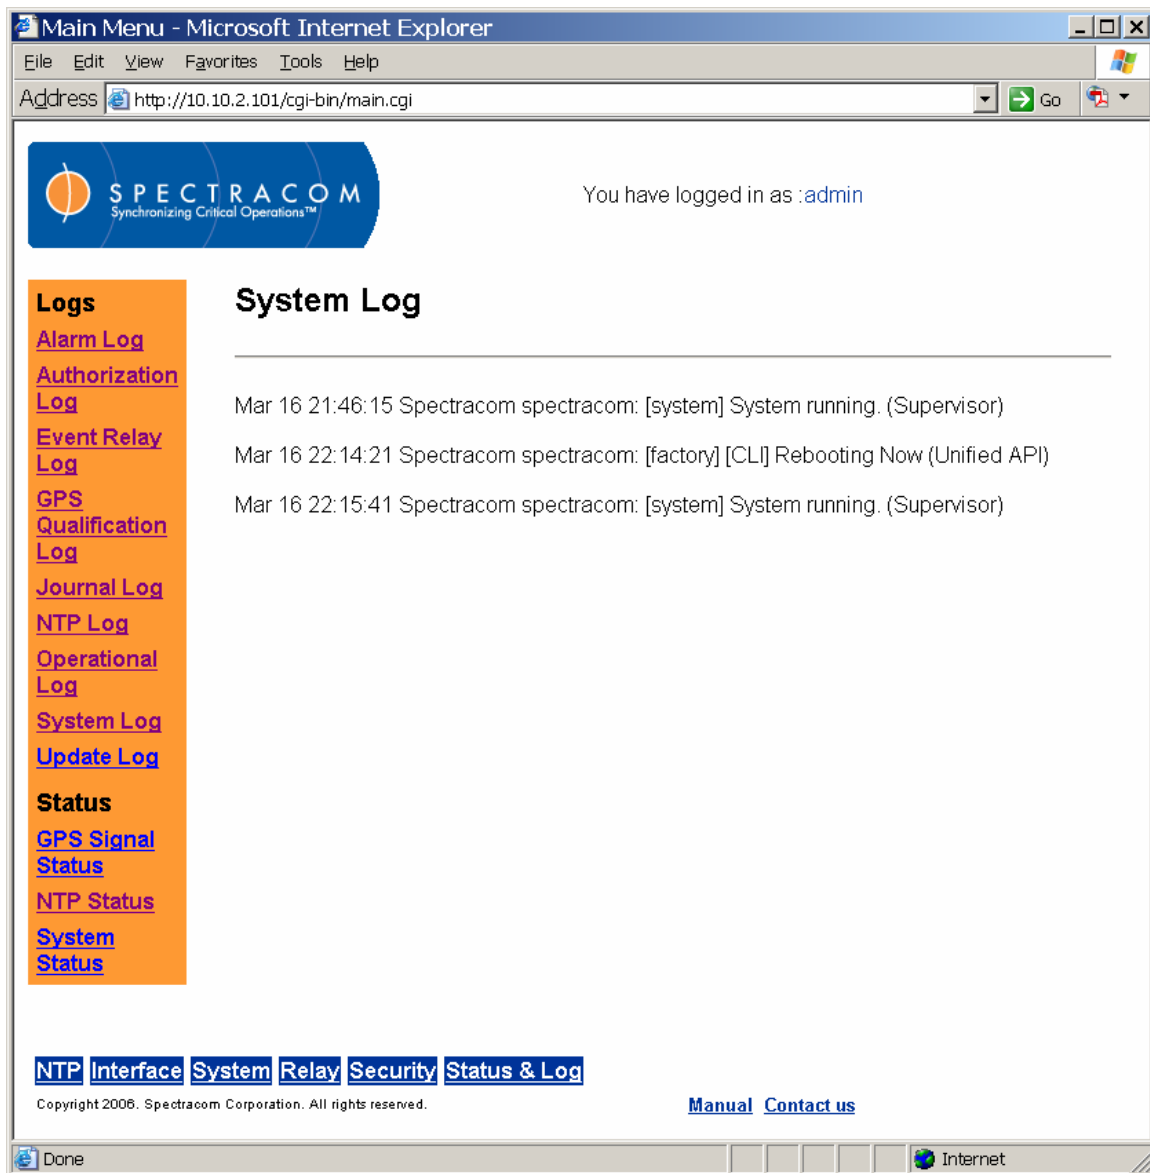 Main Menu - Microsoft Internet Explorer
File Edit View Favorites Tools Help
Address http://10.10.2.101/cgi-bin/main.cgi Go
SPECTRACOM
Synchronizing Critical Operations™
You have logged in as :admin
Logs
Alarm Log
Authorization
Log
Event Relay
Log
GPS
Qualification
Log
Journal Log
NTP Log
Operational
Log
System Log
Update Log
Status
GPS Signal
Status
NTP Status
System
Status
System Log
Mar 16 21:46:15 Spectracom spectracom: [system] System running. (Supervisor)
Mar 16 22:14:21 Spectracom spectracom: [factory] [CLI] Rebooting Now (Unified API)
Mar 16 22:15:41 Spectracom spectracom: [system] System running. (Supervisor)
NTP Interface System Relay Security Status & Log
Copyright 2006. Spectracom Corporation. All rights reserved.
Manual Contact us
Done Internet